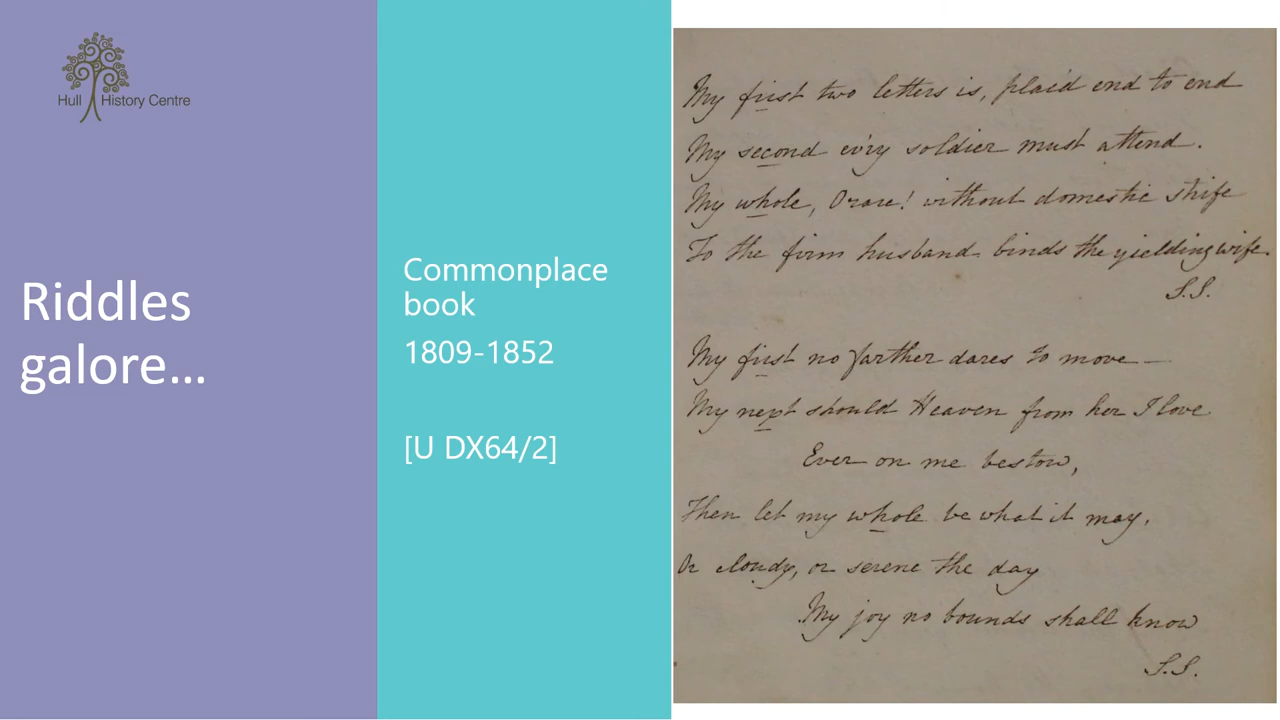 Hull History Centre
Riddles
galore...
Commonplace
book
1809-1852
[U DX64/2]
My first two letters is, plaid end to end
My second ev'ry soldier must attend.
My whole, O rare! without domestic strife
To the firm husband binds the yielding wife.
S.S.
My first no farther dares to move —
My next should Heaven from her I love
Ever on me bestow,
Then let my whole be what it may,
Or cloudy, or serene the day
My joy no bounds shall know
S.S.